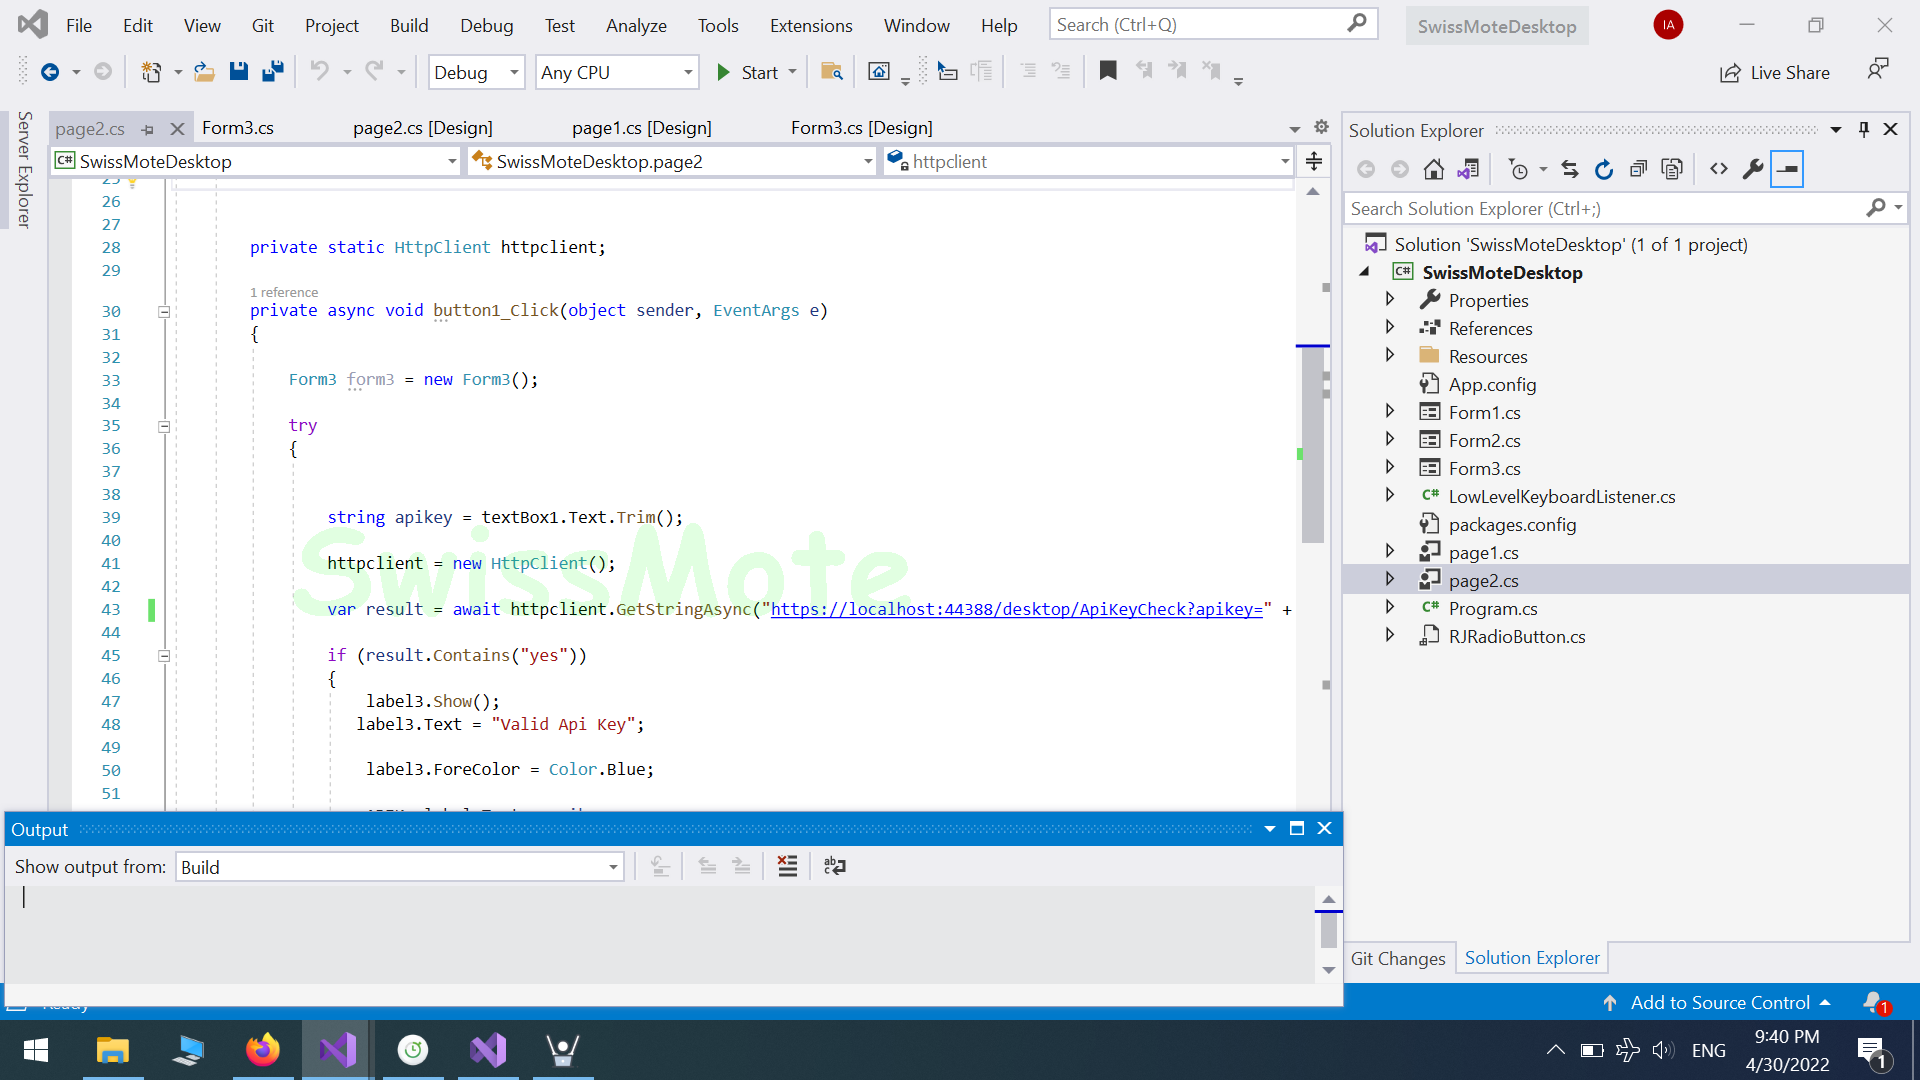 File Edit View Git Project Build Debug Test Analyze Tools Extensions Window Help Search (Ctrl+Q) SwissMoteDesktop IA
Debug Any CPU Start Live Share
Server Explorer
page2.cs Form3.cs page2.cs [Design] page1.cs [Design] Form3.cs [Design]
C# SwissMoteDesktop SwissMoteDesktop.page2 httpclient
25
26
27
28 private static HttpClient httpclient;
29
1 reference
30 private async void button1_Click(object sender, EventArgs e)
31 {
32
33 Form3 form3 = new Form3();
34
35 try
36 {
37
38
39 string apikey = textBox1.Text.Trim();
40
41 httpclient = new HttpClient();
42
43 var result = await httpclient.GetStringAsync("https://localhost:44388/desktop/ApiKeyCheck?apikey=" +
44
45 if (result.Contains("yes"))
46 {
47 label3.Show();
48 label3.Text = "Valid Api Key";
49
50 label3.ForeColor = Color.Blue;
51
SwissMote
Output
Show output from: Build
Solution Explorer
Search Solution Explorer (Ctrl+;)
Solution 'SwissMoteDesktop' (1 of 1 project)
C# SwissMoteDesktop
Properties
References
Resources
App.config
Form1.cs
Form2.cs
Form3.cs
C# LowLevelKeyboardListener.cs
packages.config
page1.cs
page2.cs
C# Program.cs
RJRadioButton.cs
Git Changes Solution Explorer
Ready Add to Source Control 1
ENG 9:40 PM
4/30/2022 1